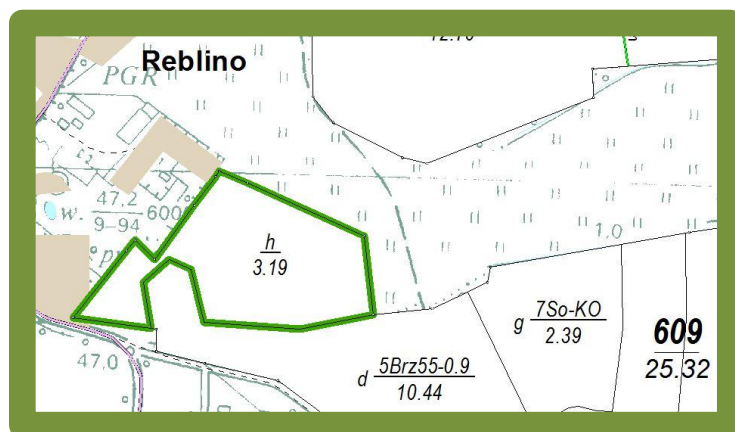 Reblino
PGR
47.2
w. 9-94 600
h
3.19
1.0
47.0
g 7So-KO
2.39
609
25.32
d 5Brz55-0.9
10.44